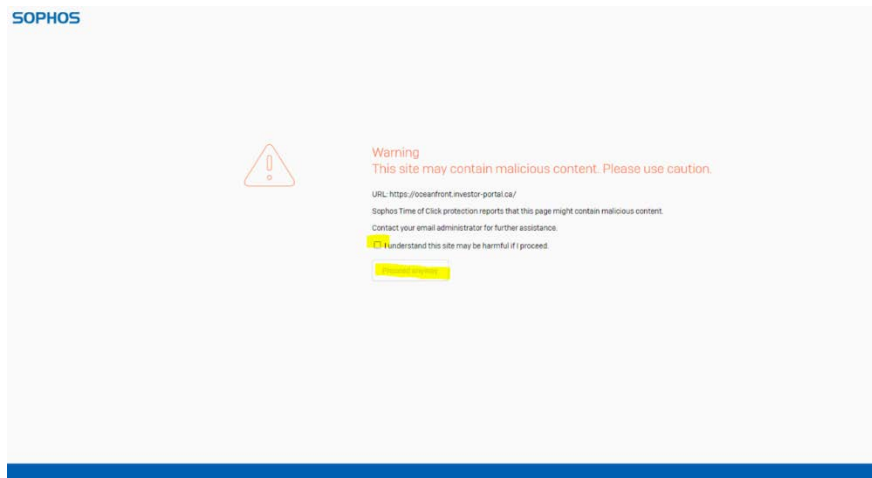 SOPHOS
Warning
This site may contain malicious content. Please use caution.
URL: https://oceanfront.investor-portal.ca/
Sophos Time of Click protection reports that this page might contain malicious content.
Contact your email administrator for further assistance.
I understand this site may be harmful if I proceed.
Proceed anyway